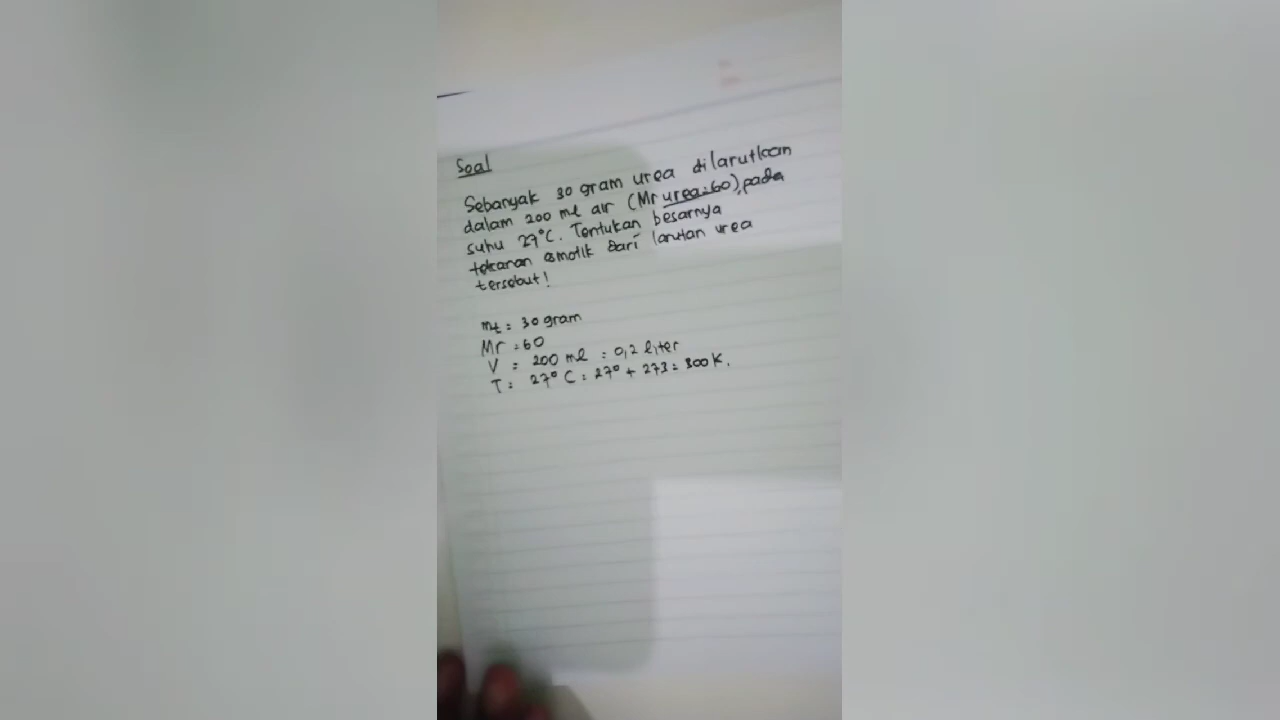 Soal
Sebanyak 30 gram urea dilarutkan
dalam 200 ml air (Mr urea=60), pada
suhu 27°C. Tentukan besarnya
tekanan osmotik dari larutan urea
tersebut!
mt = 30 gram
Mr = 60
V = 200 ml = 0,2 liter
T = 27° C = 27° + 273 = 300 K.